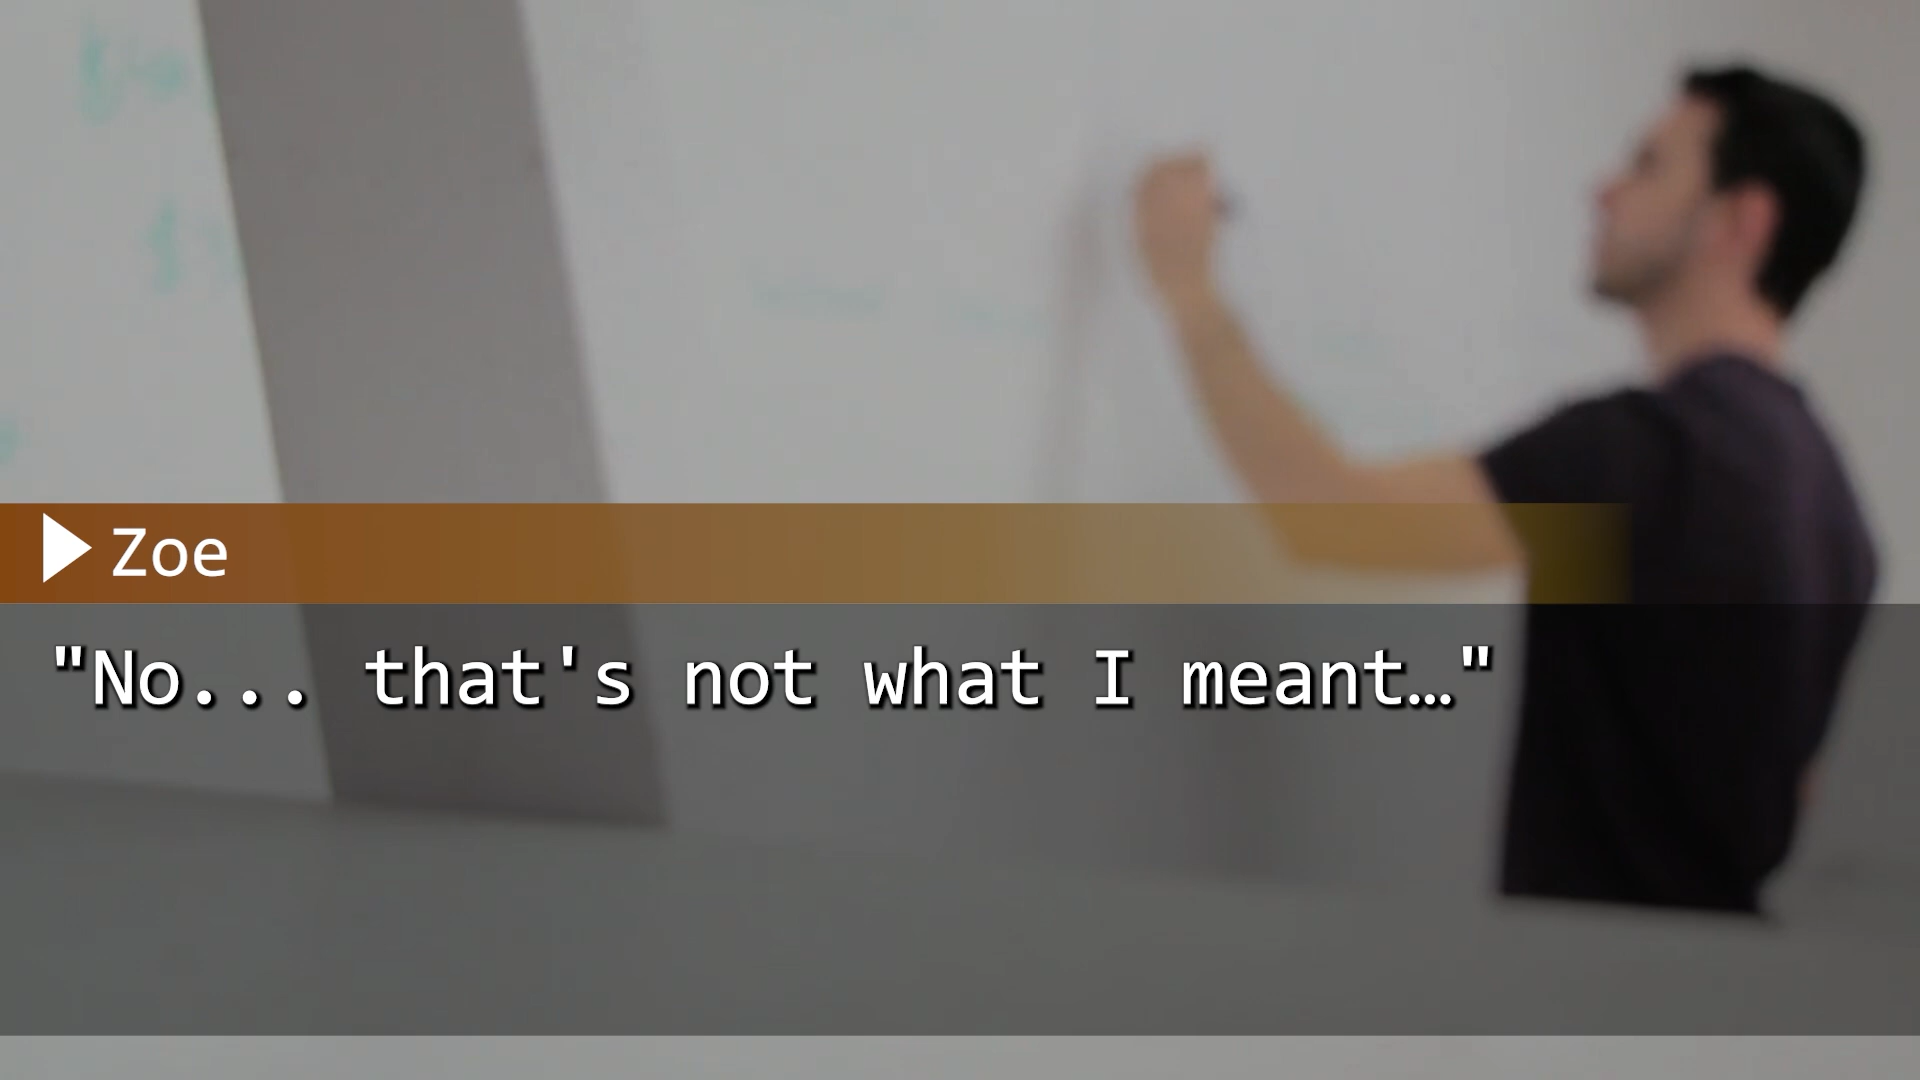 Zoe
"No... that's not what I meant…"